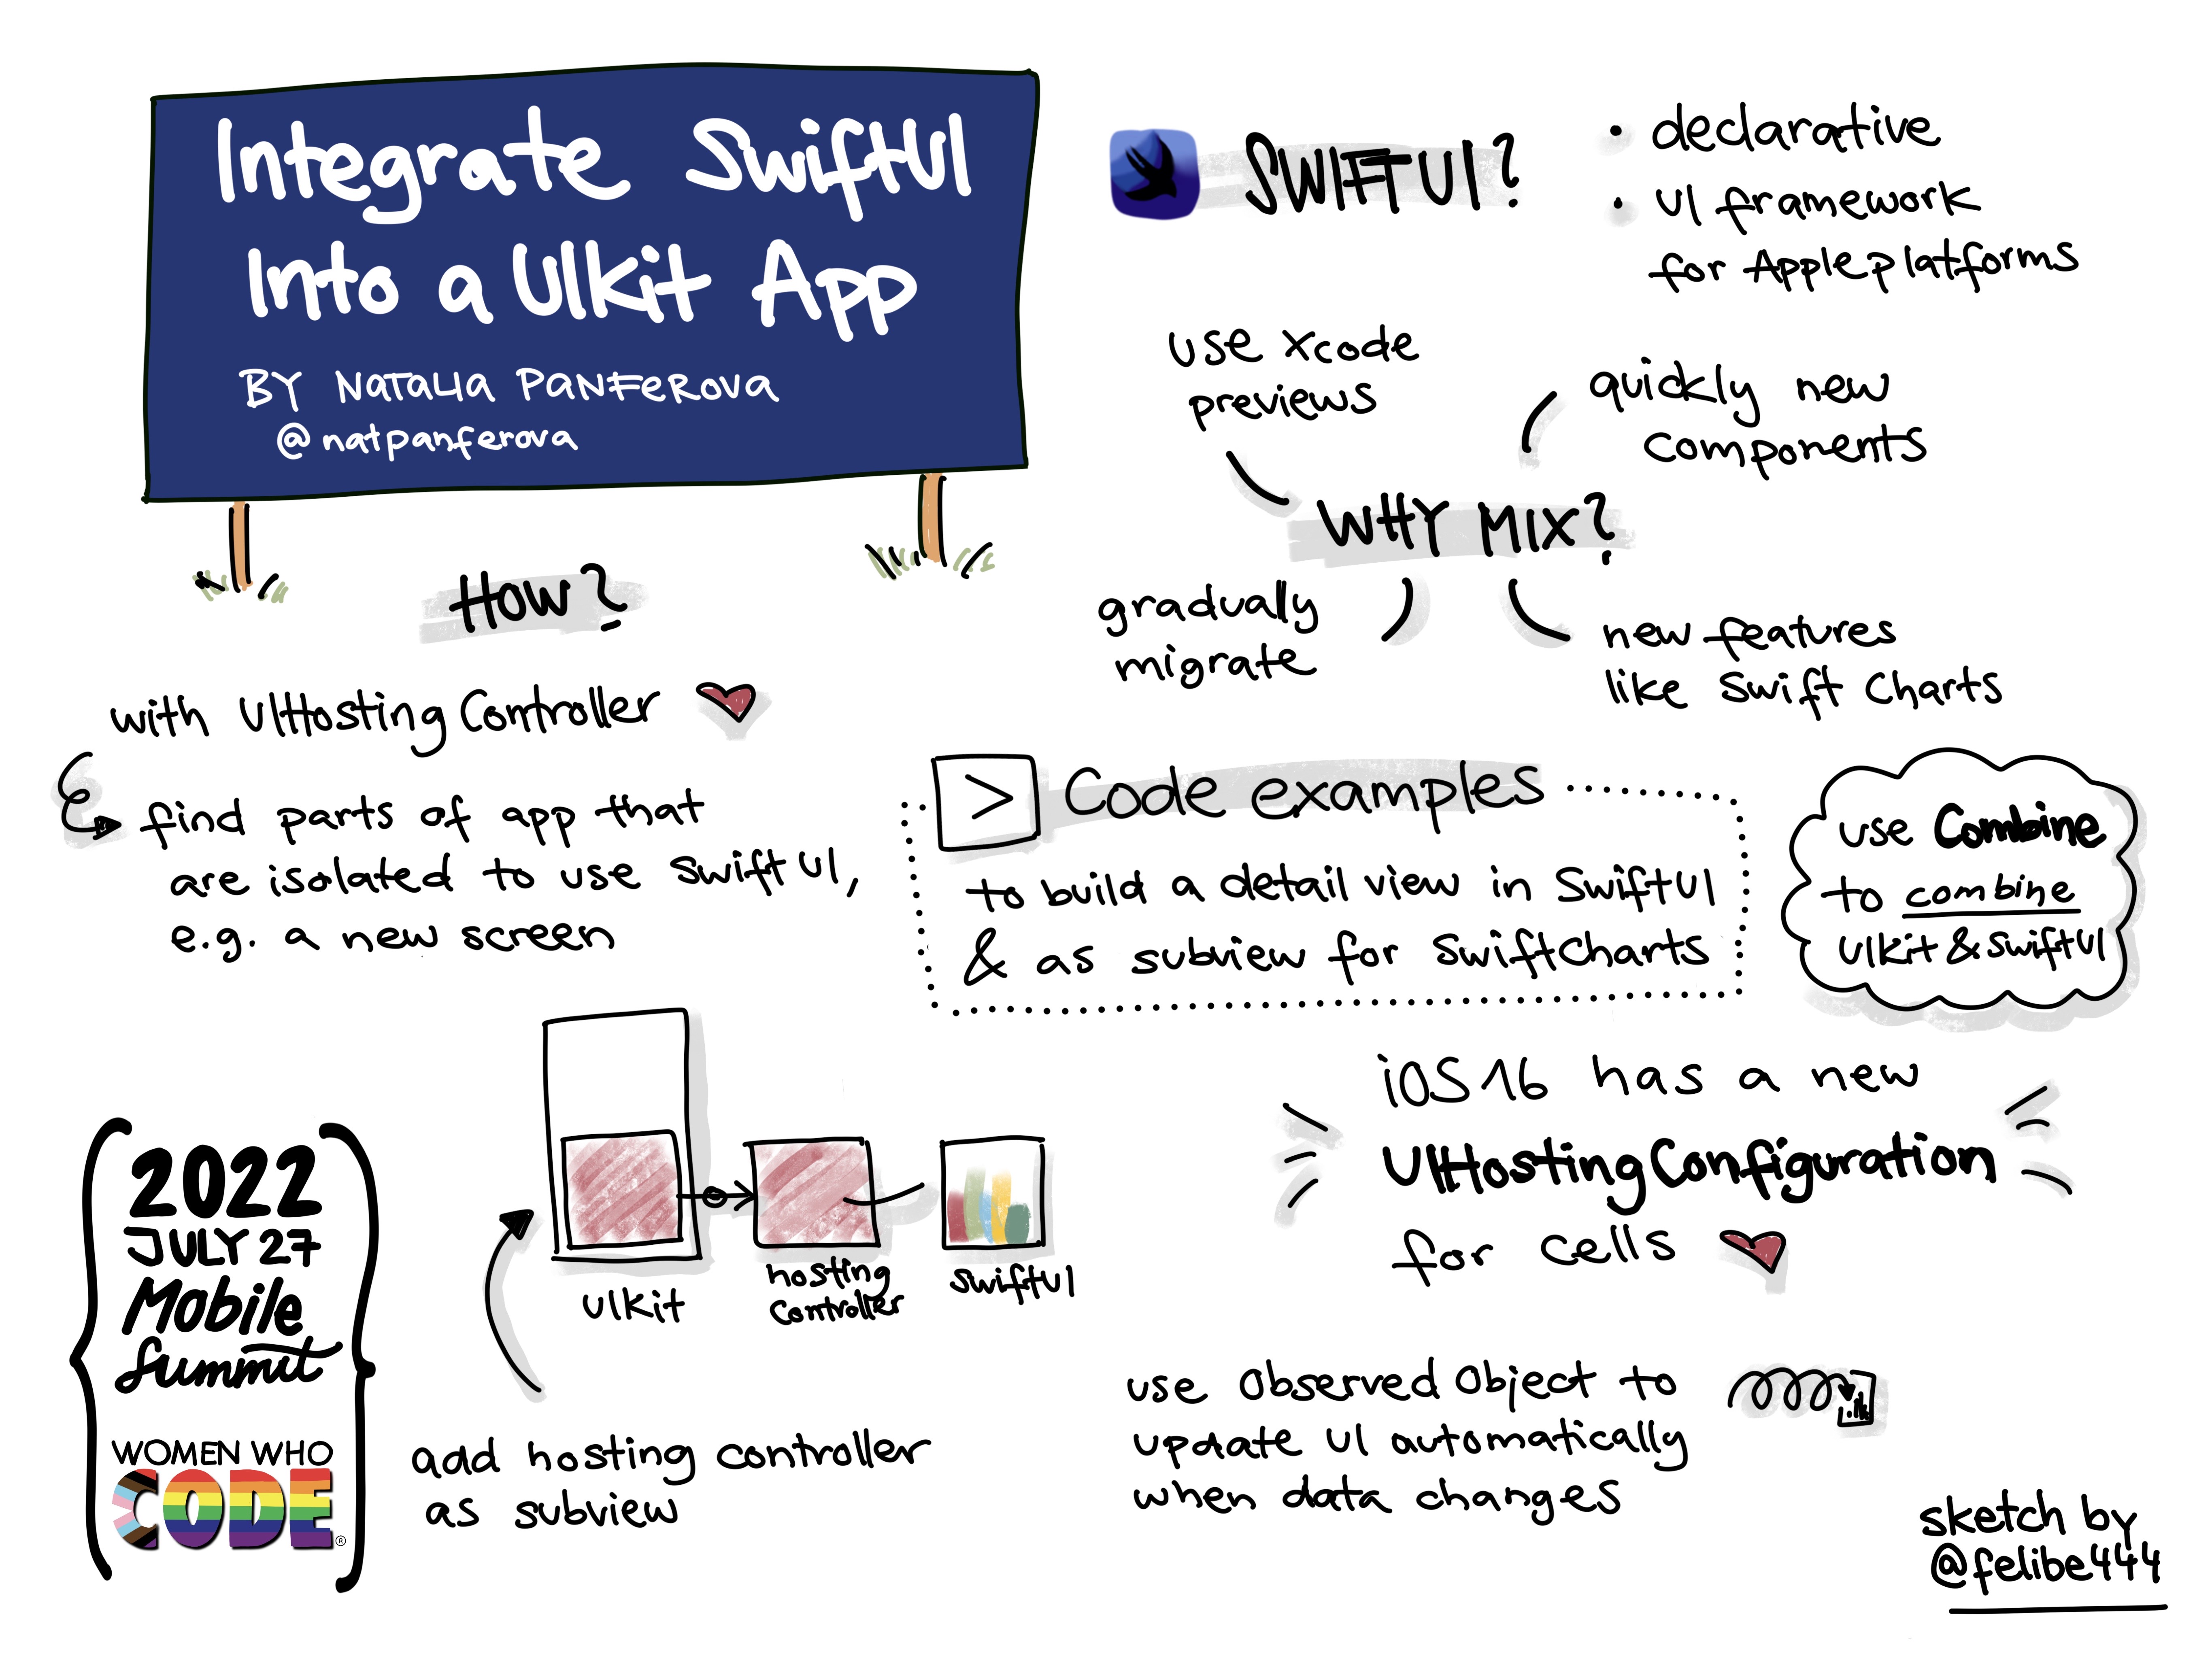 Integrate SwiftUI
Into a UIKit App
BY NATALIA PANFEROVA
@natpanferova
SWIFTUI?
• declarative
• UI framework
for Apple platforms
use Xcode
previews
quickly new
components
WHY MIX?
gradually
migrate
new features
like Swift Charts
HOW?
with UIHostingController
find parts of app that
are isolated to use SwiftUI,
e.g. a new screen
> Code examples
to build a detail view in SwiftUI
& as subview for SwiftCharts
use Combine
to combine
UIKit & SwiftUI
UIKit
hosting
controller
SwiftUI
add hosting controller
as subview
iOS 16 has a new
UIHostingConfiguration
for cells
use Observed Object to
update UI automatically
when data changes
2022
JULY 27
Mobile
Summit
WOMEN WHO
CODE®
sketch by
@felibe444